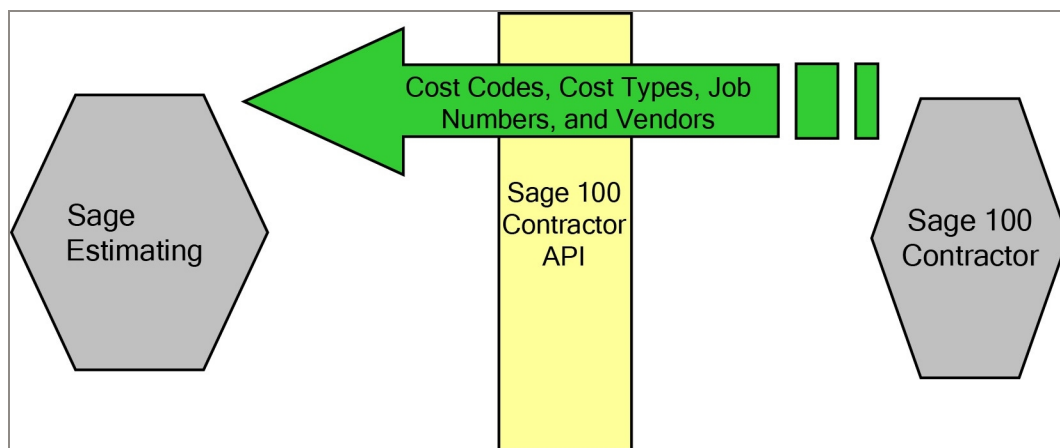 Cost Codes, Cost Types, Job
Numbers, and Vendors
Sage
Estimating
Sage 100
Contractor
API
Sage 100
Contractor